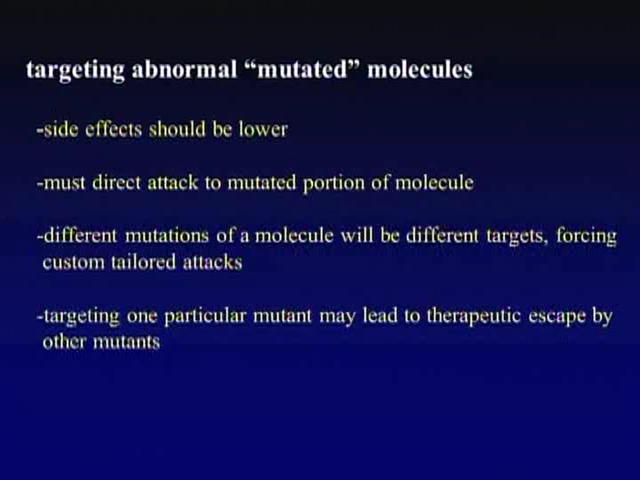 targeting abnormal “mutated” molecules
-side effects should be lower
-must direct attack to mutated portion of molecule
-different mutations of a molecule will be different targets, forcing
custom tailored attacks
-targeting one particular mutant may lead to therapeutic escape by
other mutants